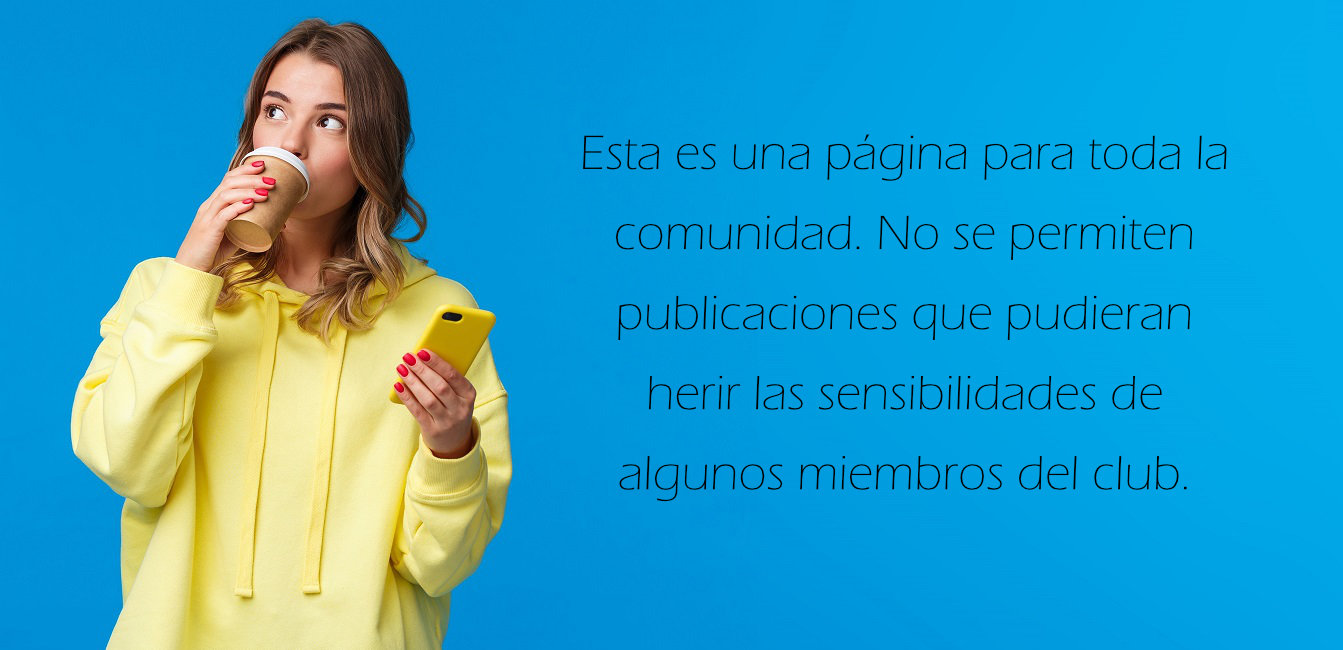 Esta es una página para toda la
comunidad. No se permiten
publicaciones que pudieran
herir las sensibilidades de
algunos miembros del club.